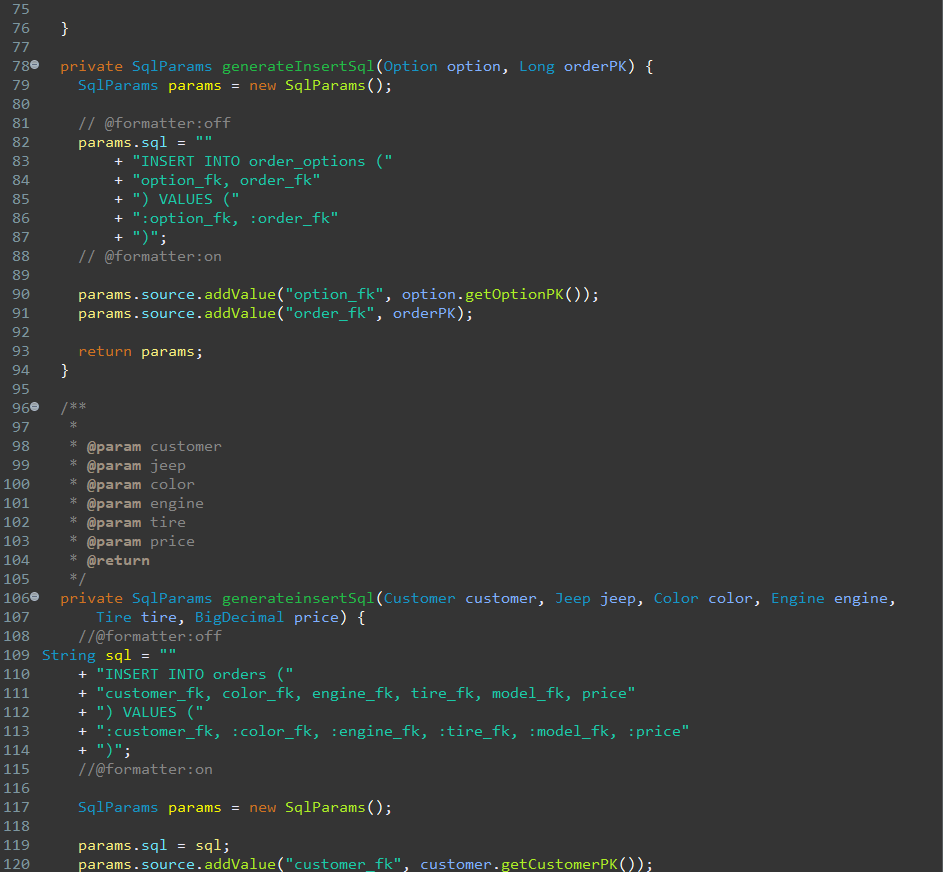 75
76 }
77
78 private SqlParams generateInsertSql(Option option, Long orderPK) {
79 SqlParams params = new SqlParams();
80
81 // @formatter:off
82 params.sql = ""
83 + "INSERT INTO order_options ("
84 + "option_fk, order_fk"
85 + ") VALUES ("
86 + ":option_fk, :order_fk"
87 + ")";
88 // @formatter:on
89
90 params.source.addValue("option_fk", option.getOptionPK());
91 params.source.addValue("order_fk", orderPK);
92
93 return params;
94 }
95
96 /**
97 *
98 * @param customer
99 * @param jeep
100 * @param color
101 * @param engine
102 * @param tire
103 * @param price
104 * @return
105 */
106 private SqlParams generateinsertSql(Customer customer, Jeep jeep, Color color, Engine engine,
107 Tire tire, BigDecimal price) {
108 //@formatter:off
109 String sql = ""
110 + "INSERT INTO orders ("
111 + "customer_fk, color_fk, engine_fk, tire_fk, model_fk, price"
112 + ") VALUES ("
113 + ":customer_fk, :color_fk, :engine_fk, :tire_fk, :model_fk, :price"
114 + ")";
115 //@formatter:on
116
117 SqlParams params = new SqlParams();
118
119 params.sql = sql;
120 params.source.addValue("customer_fk", customer.getCustomerPK());